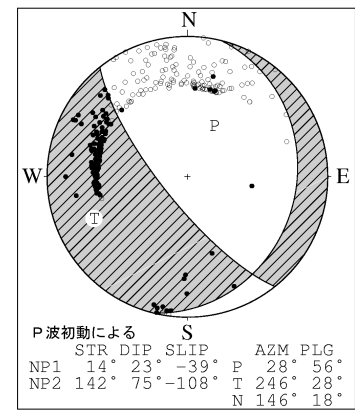 N
P
W
E
T
S
P波初動による
STR DIP SLIP AZM PLG
NP1 14° 23° -39° P 28° 56°
NP2 142° 75° -108° T 246° 28°
N 146° 18°